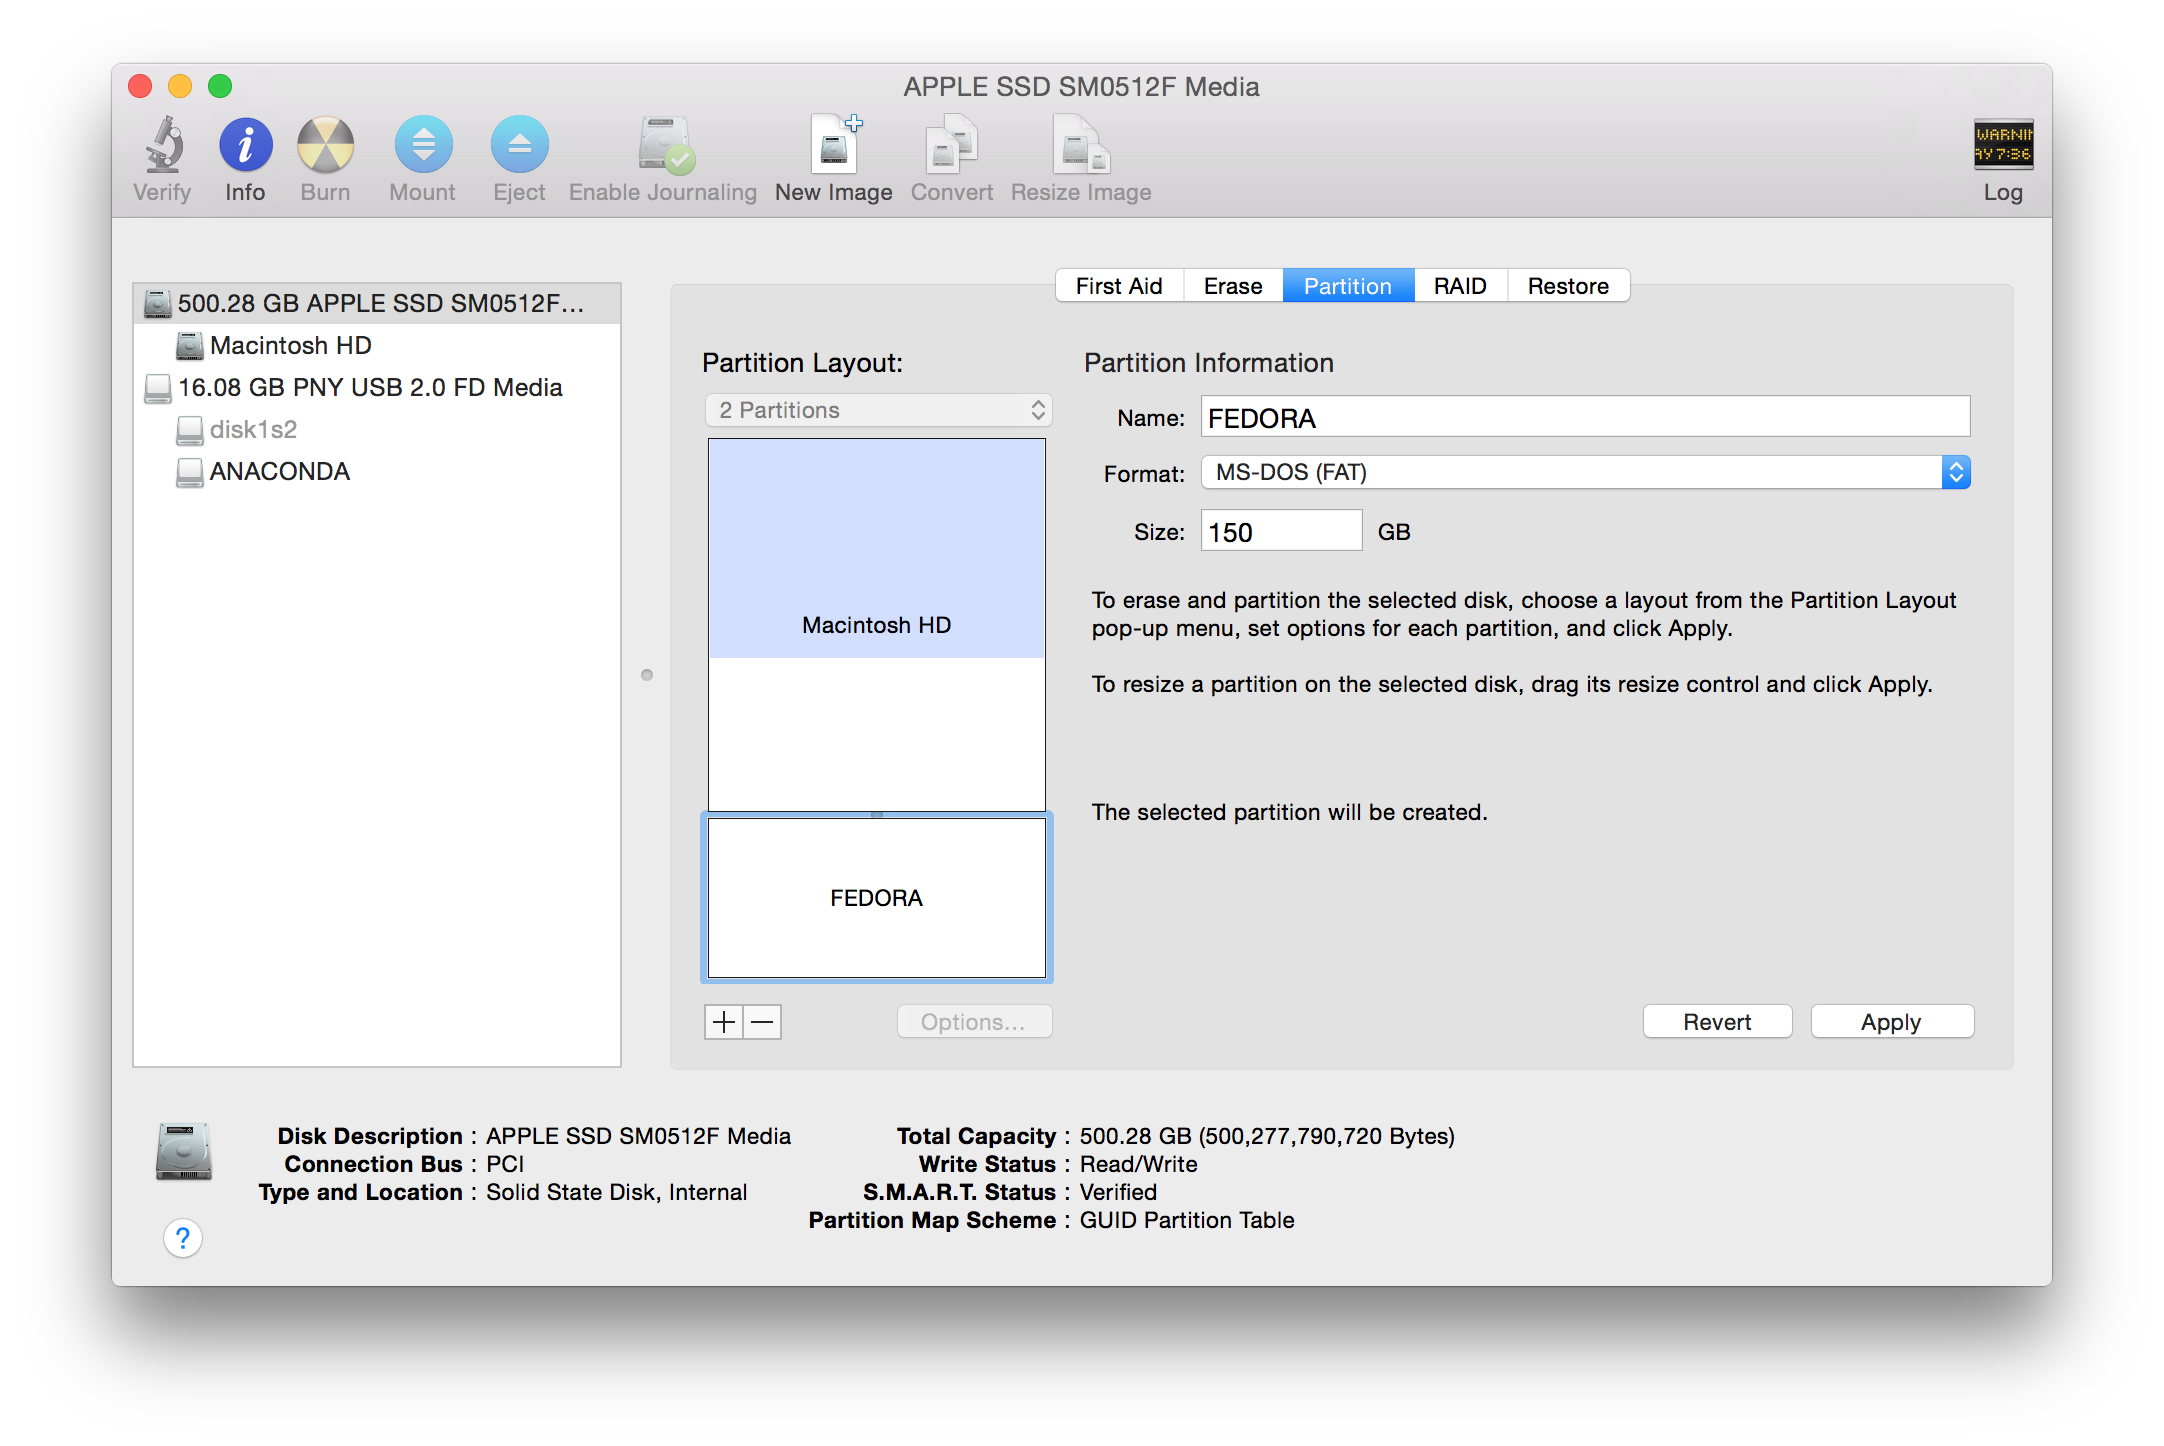 APPLE SSD SM0512F Media
Verify Info Burn Mount Eject Enable Journaling New Image Convert Resize Image
WARNIN
AY 7:36
Log
500.28 GB APPLE SSD SM0512F...
Macintosh HD
16.08 GB PNY USB 2.0 FD Media
disk1s2
ANACONDA
First Aid Erase Partition RAID Restore
Partition Layout:
2 Partitions
Macintosh HD
FEDORA
Options...
Partition Information
Name: FEDORA
Format: MS-DOS (FAT)
Size: 150 GB
To erase and partition the selected disk, choose a layout from the Partition Layout
pop-up menu, set options for each partition, and click Apply.
To resize a partition on the selected disk, drag its resize control and click Apply.
The selected partition will be created.
Revert Apply
Disk Description : APPLE SSD SM0512F Media
Connection Bus : PCI
Type and Location : Solid State Disk, Internal
Total Capacity : 500.28 GB (500,277,790,720 Bytes)
Write Status : Read/Write
S.M.A.R.T. Status : Verified
Partition Map Scheme : GUID Partition Table
?